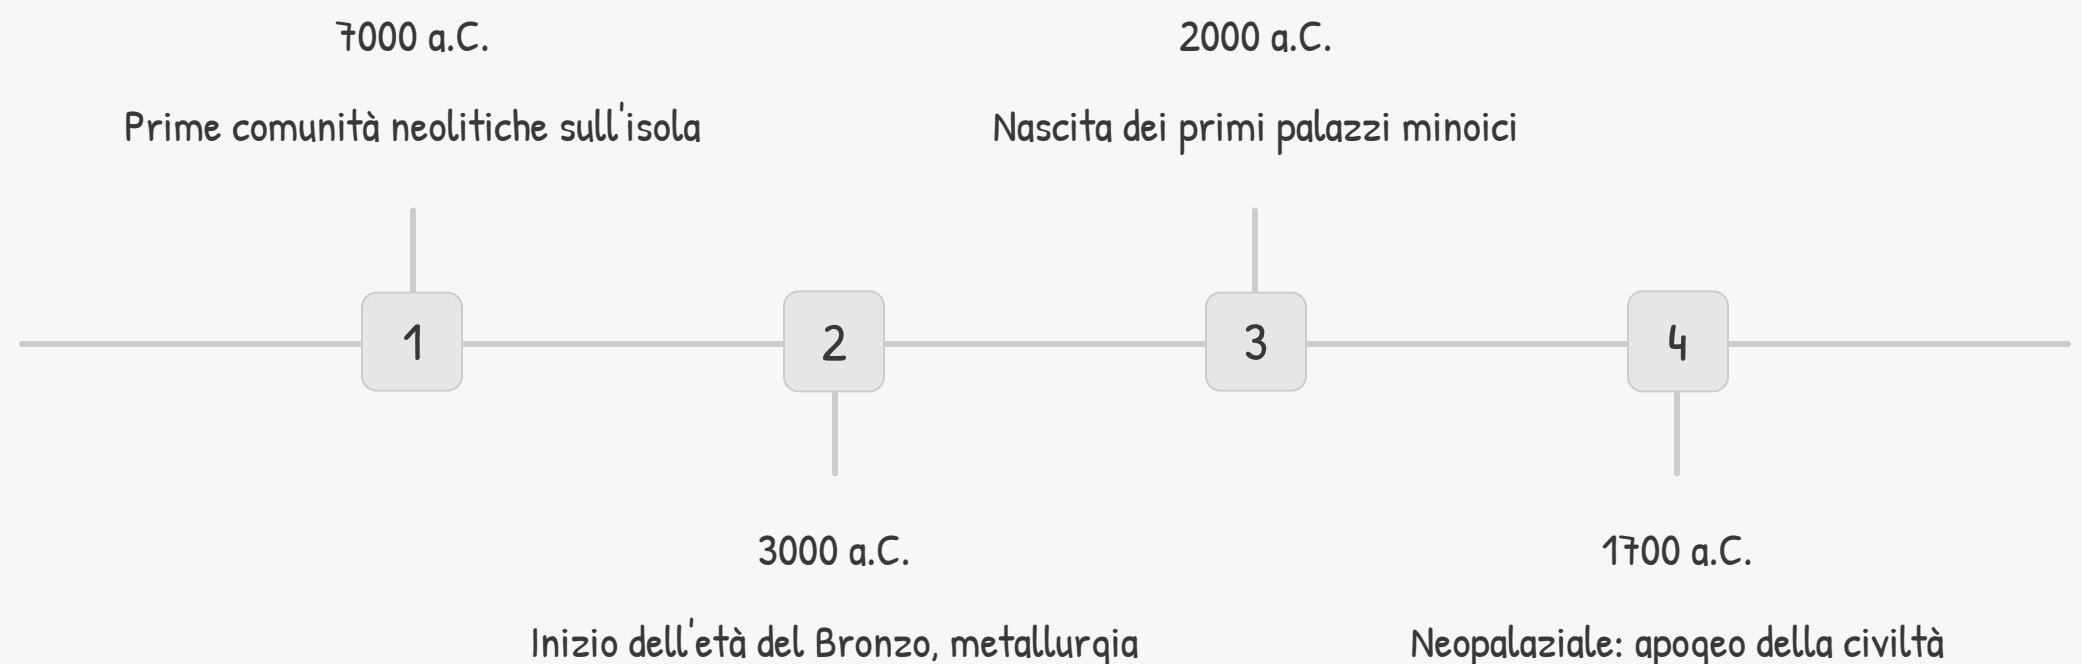 7000 a.C.
Prime comunità neolitiche sull'isola
2000 a.C.
Nascita dei primi palazzi minoici
1
2
3
4
3000 a.C.
Inizio dell'età del Bronzo, metallurgia
1700 a.C.
Neopalaziale: apogeo della civiltà